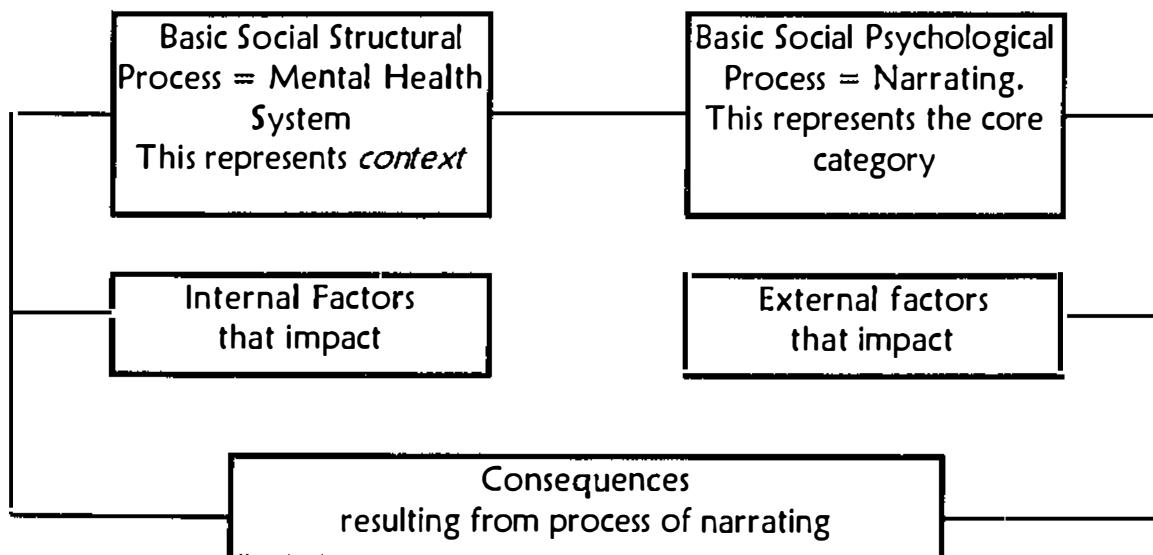 Basic Social Structural
Process = Mental Health
System
This represents context
Basic Social Psychological
Process = Narrating.
This represents the core
category
Internal Factors
that impact
External factors
that impact
Consequences
resulting from process of narrating